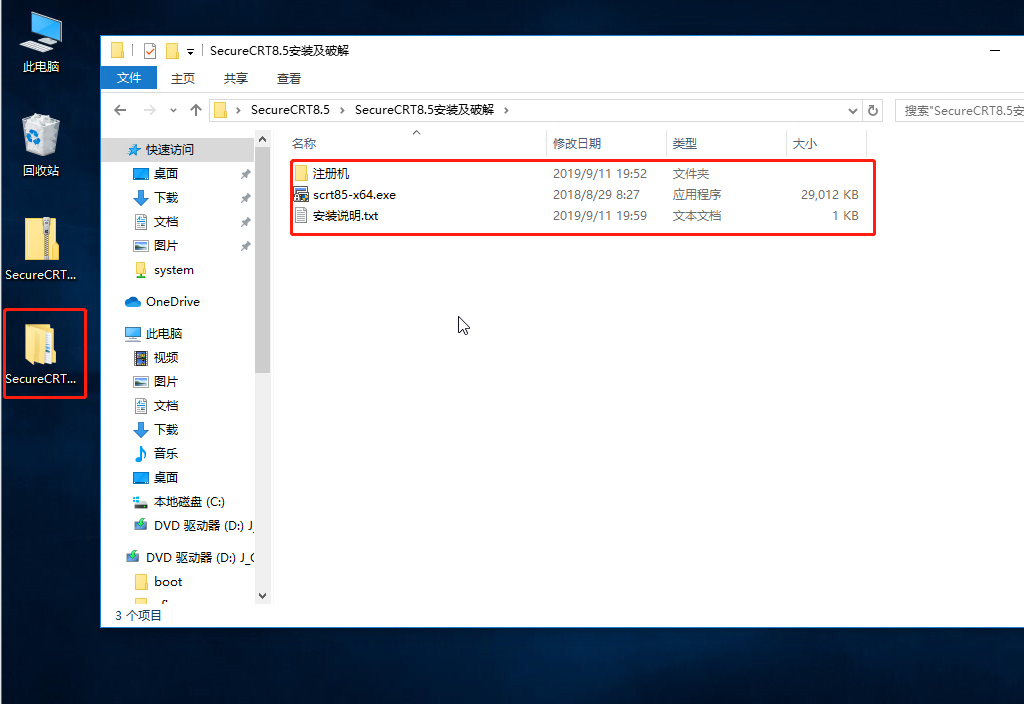 此电脑
回收站
SecureCRT...
SecureCRT...
SecureCRT8.5安装及破解
文件 主页 共享 查看
SecureCRT8.5 › SecureCRT8.5安装及破解 ›
搜索"SecureCRT8.5安
快速访问
桌面
下载
文档
图片
system
OneDrive
此电脑
视频
图片
文档
下载
音乐
桌面
本地磁盘 (C:)
DVD 驱动器 (D:) J_
DVD 驱动器 (D:) J_C
boot
名称 修改日期 类型 大小
注册机 2019/9/11 19:52 文件夹
scrt85-x64.exe 2018/8/29 8:27 应用程序 29,012 KB
安装说明.txt 2019/9/11 19:59 文本文档 1 KB
3 个项目